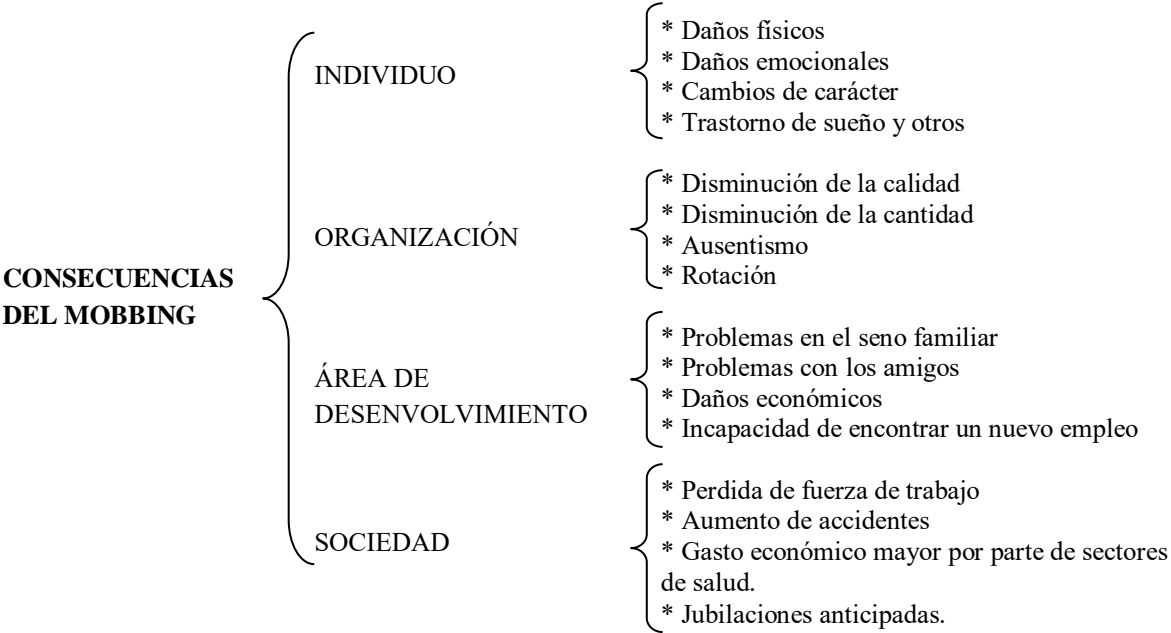 CONSECUENCIAS
DEL MOBBING
INDIVIDUO
* Daños físicos
* Daños emocionales
* Cambios de carácter
* Trastorno de sueño y otros
ORGANIZACIÓN
* Disminución de la calidad
* Disminución de la cantidad
* Ausentismo
* Rotación
ÁREA DE
DESENVOLVIMIENTO
* Problemas en el seno familiar
* Problemas con los amigos
* Daños económicos
* Incapacidad de encontrar un nuevo empleo
SOCIEDAD
* Perdida de fuerza de trabajo
* Aumento de accidentes
* Gasto económico mayor por parte de sectores
de salud.
* Jubilaciones anticipadas.